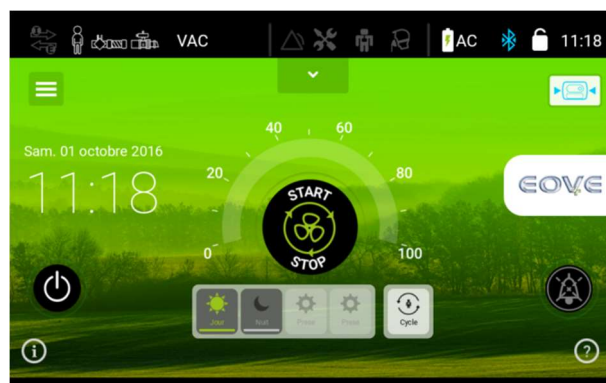 VAC
AC
11:18
Sam. 01 octobre 2016
11:18
0
20
40
60
80
100
START
STOP
EOVE
Jour
Nuit
Cycle
i
?